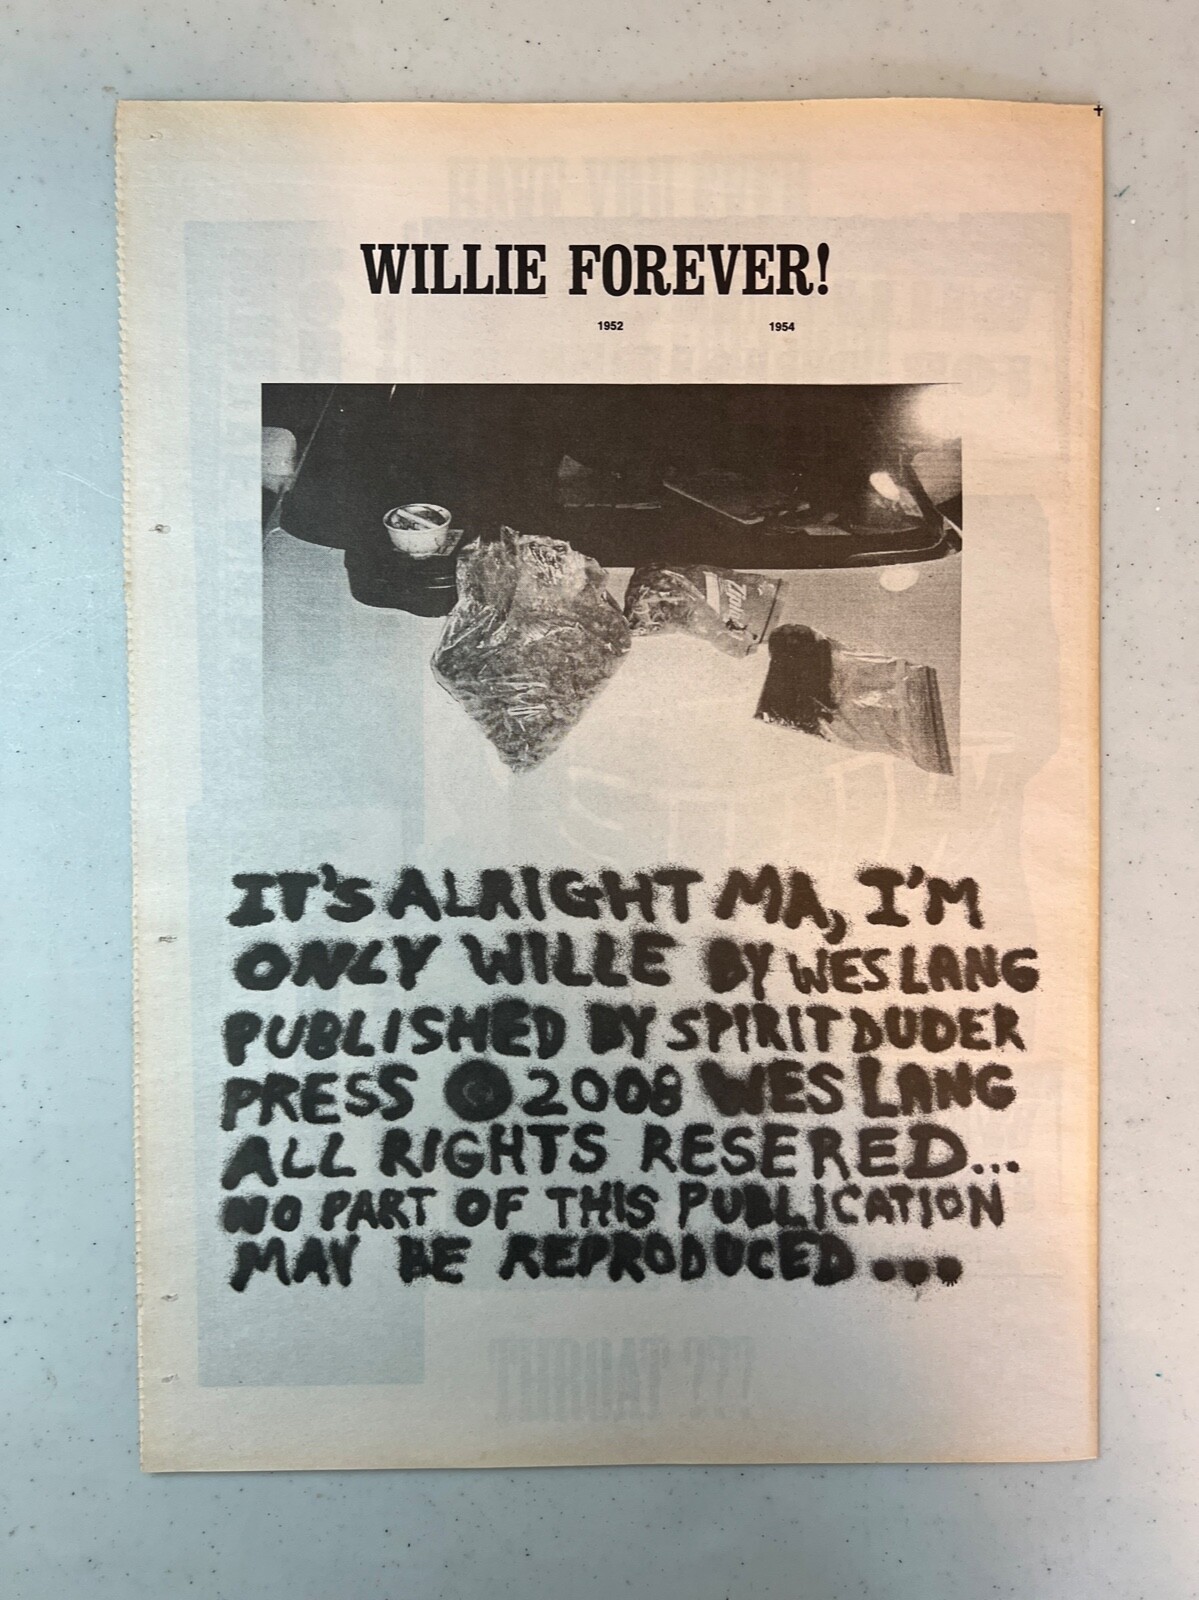 WILLIE FOREVER!
1952 1954
IT'S ALRIGHT MA, I'M
ONLY WILLE BY WES LANG
PUBLISHED BY SPIRIT DUDER
PRESS © 2008 WES LANG
ALL RIGHTS RESERED...
NO PART OF THIS PUBLICATION
MAY BE REPRODUCED...